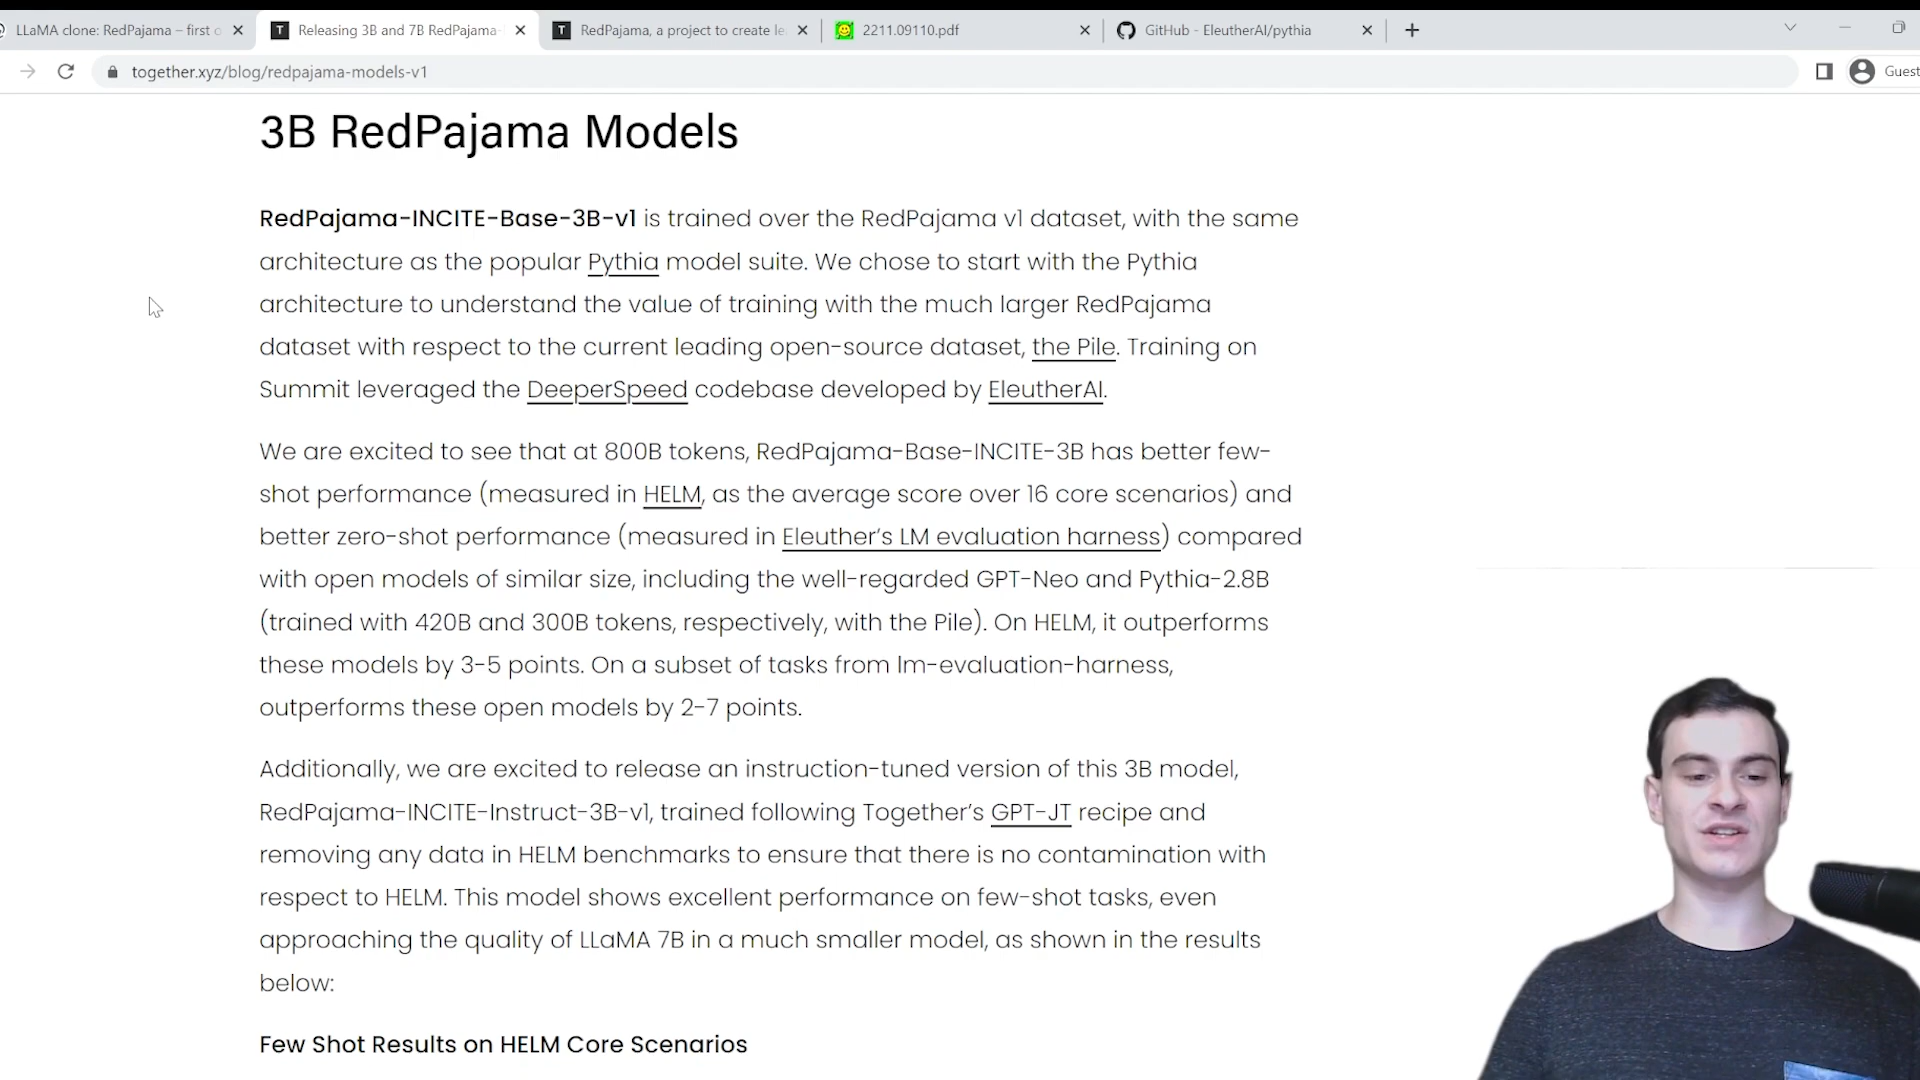 LLaMA clone: RedPajama – first o
Releasing 3B and 7B RedPajama-
RedPajama, a project to create le
2211.09110.pdf
GitHub - EleutherAI/pythia
together.xyz/blog/redpajama-models-v1
Guest
3B RedPajama Models
RedPajama-INCITE-Base-3B-v1 is trained over the RedPajama v1 dataset, with the same
architecture as the popular Pythia model suite. We chose to start with the Pythia
architecture to understand the value of training with the much larger RedPajama
dataset with respect to the current leading open-source dataset, the Pile. Training on
Summit leveraged the DeeperSpeed codebase developed by EleutherAI.
We are excited to see that at 800B tokens, RedPajama-Base-INCITE-3B has better few-
shot performance (measured in HELM, as the average score over 16 core scenarios) and
better zero-shot performance (measured in Eleuther's LM evaluation harness) compared
with open models of similar size, including the well-regarded GPT-Neo and Pythia-2.8B
(trained with 420B and 300B tokens, respectively, with the Pile). On HELM, it outperforms
these models by 3-5 points. On a subset of tasks from lm-evaluation-harness,
outperforms these open models by 2-7 points.
Additionally, we are excited to release an instruction-tuned version of this 3B model,
RedPajama-INCITE-Instruct-3B-v1, trained following Together's GPT-JT recipe and
removing any data in HELM benchmarks to ensure that there is no contamination with
respect to HELM. This model shows excellent performance on few-shot tasks, even
approaching the quality of LLaMA 7B in a much smaller model, as shown in the results
below:
Few Shot Results on HELM Core Scenarios